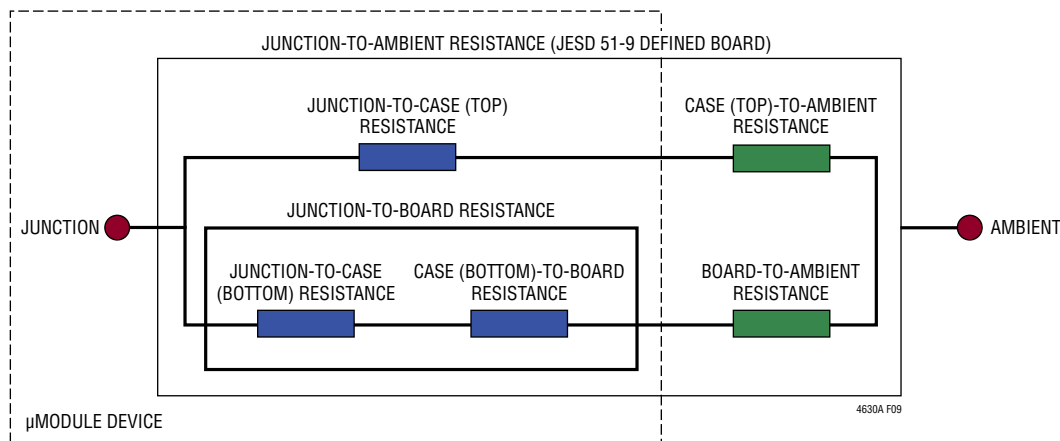 JUNCTION-TO-AMBIENT RESISTANCE (JESD 51-9 DEFINED BOARD)
JUNCTION-TO-CASE (TOP)
RESISTANCE
CASE (TOP)-TO-AMBIENT
RESISTANCE
JUNCTION-TO-BOARD RESISTANCE
JUNCTION
AMBIENT
JUNCTION-TO-CASE
(BOTTOM) RESISTANCE
CASE (BOTTOM)-TO-BOARD
RESISTANCE
BOARD-TO-AMBIENT
RESISTANCE
4630A F09
µMODULE DEVICE